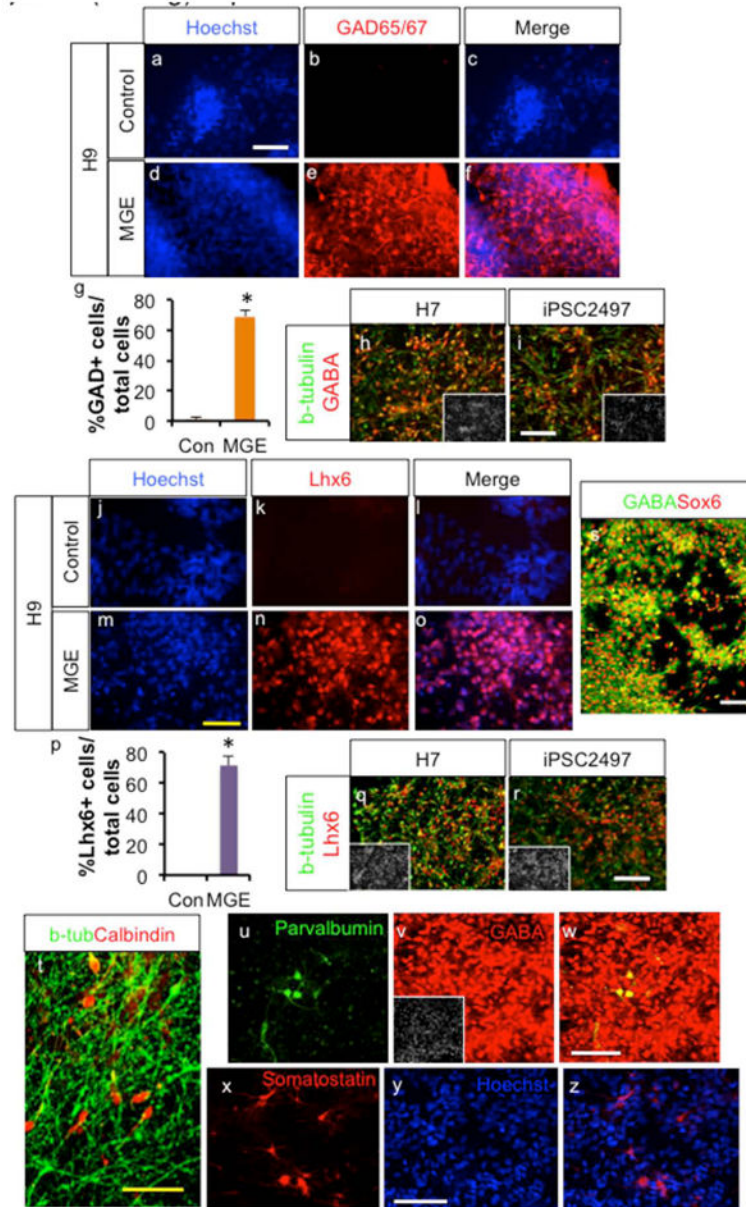 Hoechst GAD65/67 Merge
H9
Control
a b c
MGE
d e f
g
%GAD+ cells/
total cells
80
60
40
20
0
*
Con MGE
H7 iPSC2497
b-tubulin
GABA
h i
Hoechst Lhx6 Merge
H9
Control
j k l
MGE
m n o
GABASox6
s
p
%Lhx6+ cells/
total cells
80
60
40
20
0
*
Con MGE
H7 iPSC2497
b-tubulin
Lhx6
q r
b-tubCalbindin
t
u Parvalbumin
v GABA
w
x Somatostatin
y Hoechst
z